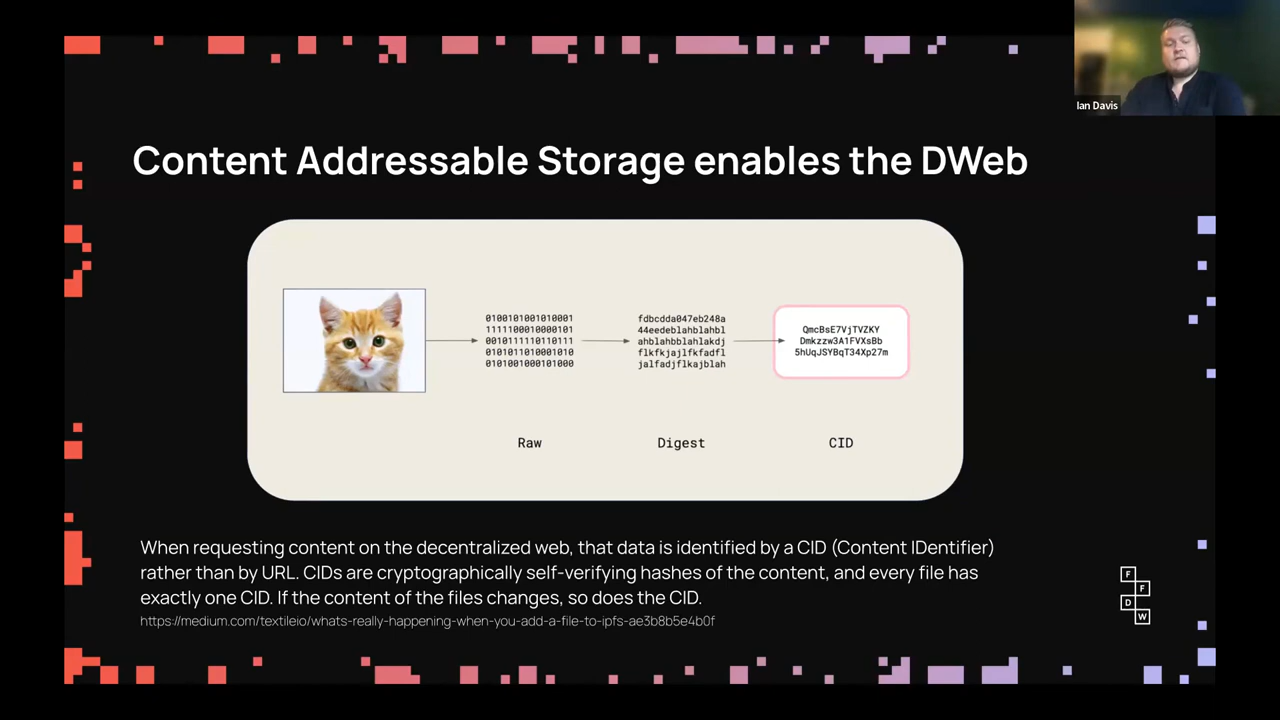 Ian Davis
Content Addressable Storage enables the DWeb
0100101001010001
1111100010000101
0010111110110111
0101011010001010
0101001000101000
fdbcdda047eb248a
44eedeblahblahbl
ahblahbblahlakdj
flkfkjajlfkfadfl
jalfadjflkajblah
QmcBsE7VjTVZKY
Dmkzzw3A1FVXsBb
5hUqJSYBqT34Xp27m
Raw
Digest
CID
When requesting content on the decentralized web, that data is identified by a CID (Content IDentifier)
rather than by URL. CIDs are cryptographically self-verifying hashes of the content, and every file has
exactly one CID. If the content of the files changes, so does the CID.
https://medium.com/textileio/whats-really-happening-when-you-add-a-file-to-ipfs-ae3b8b5e4b0f
F
F
D
W